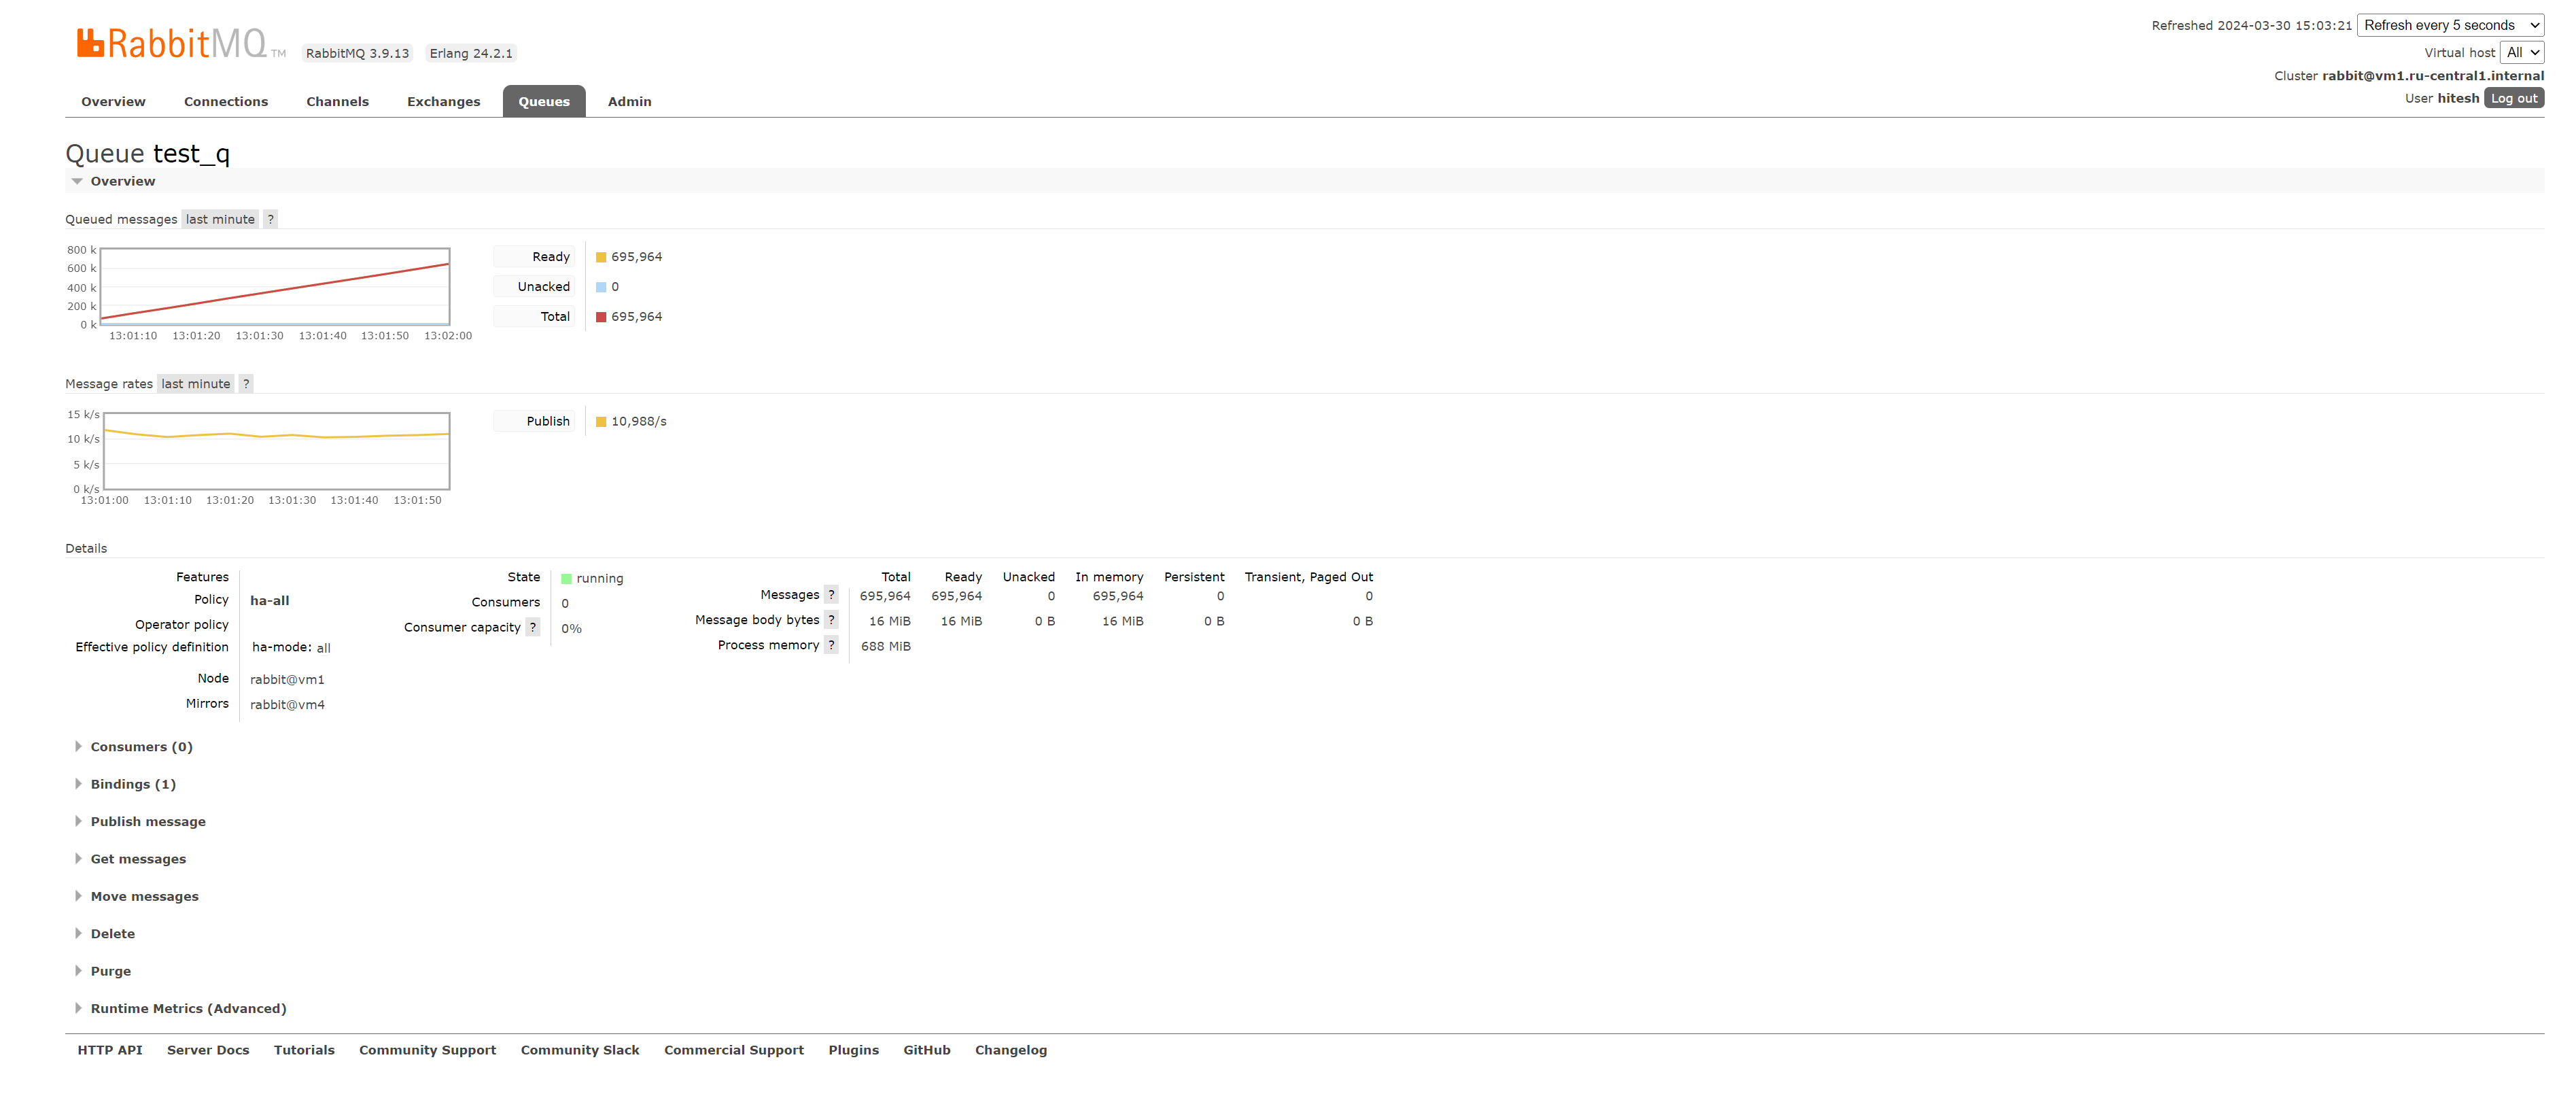 RabbitMQ TM RabbitMQ 3.9.13 Erlang 24.2.1
Refreshed 2024-03-30 15:03:21 Refresh every 5 seconds
Virtual host All
Cluster rabbit@vm1.ru-central1.internal
User hitesh Log out
Overview Connections Channels Exchanges Queues Admin
Queue test_q
Overview
Queued messages last minute ?
800 k
600 k
400 k
200 k
0 k
13:01:10 13:01:20 13:01:30 13:01:40 13:01:50 13:02:00
Ready 695,964
Unacked 0
Total 695,964
Message rates last minute ?
15 k/s
10 k/s
5 k/s
0 k/s
13:01:00 13:01:10 13:01:20 13:01:30 13:01:40 13:01:50
Publish 10,988/s
Details
Features
Policy ha-all
Operator policy
Effective policy definition ha-mode: all
Node rabbit@vm1
Mirrors rabbit@vm4
State running
Consumers 0
Consumer capacity ? 0%
Total Ready Unacked In memory Persistent Transient, Paged Out
Messages ? 695,964 695,964 0 695,964 0 0
Message body bytes ? 16 MiB 16 MiB 0 B 16 MiB 0 B 0 B
Process memory ? 688 MiB
Consumers (0)
Bindings (1)
Publish message
Get messages
Move messages
Delete
Purge
Runtime Metrics (Advanced)
HTTP API Server Docs Tutorials Community Support Community Slack Commercial Support Plugins GitHub Changelog